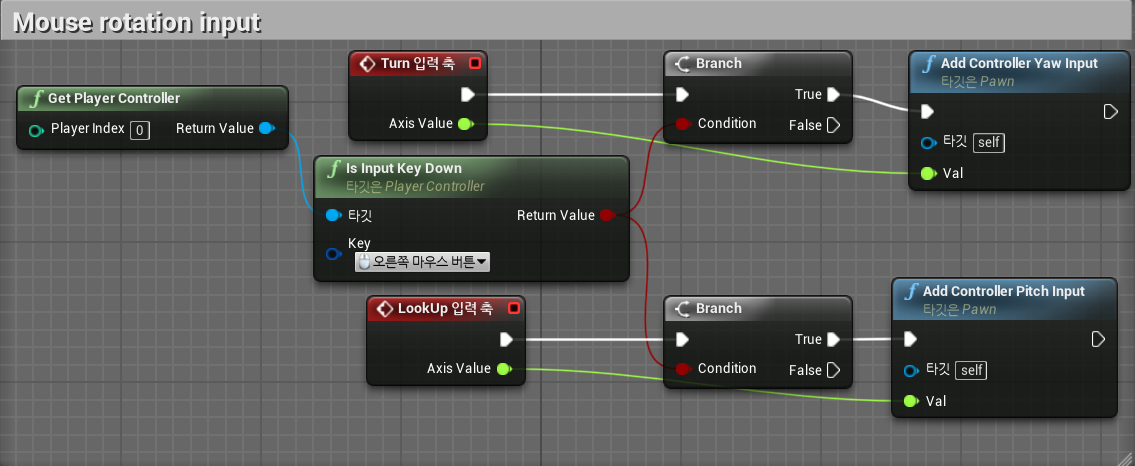 Mouse rotation input
Get Player Controller
Player Index 0 Return Value
Turn 입력 축
Axis Value
Branch
True
Condition False
Add Controller Yaw Input
타깃은 Pawn
타깃 self
Val
Is Input Key Down
타깃은 Player Controller
타깃 Return Value
Key
오른쪽 마우스 버튼
LookUp 입력 축
Axis Value
Branch
True
Condition False
Add Controller Pitch Input
타깃은 Pawn
타깃 self
Val